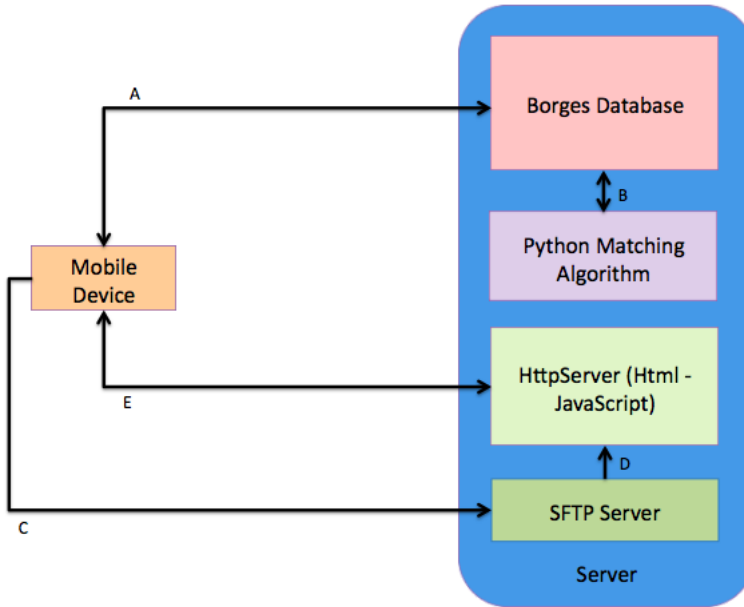 A
Borges Database
B
Python Matching
Algorithm
Mobile
Device
HttpServer (Html -
JavaScript)
E
D
SFTP Server
C
Server